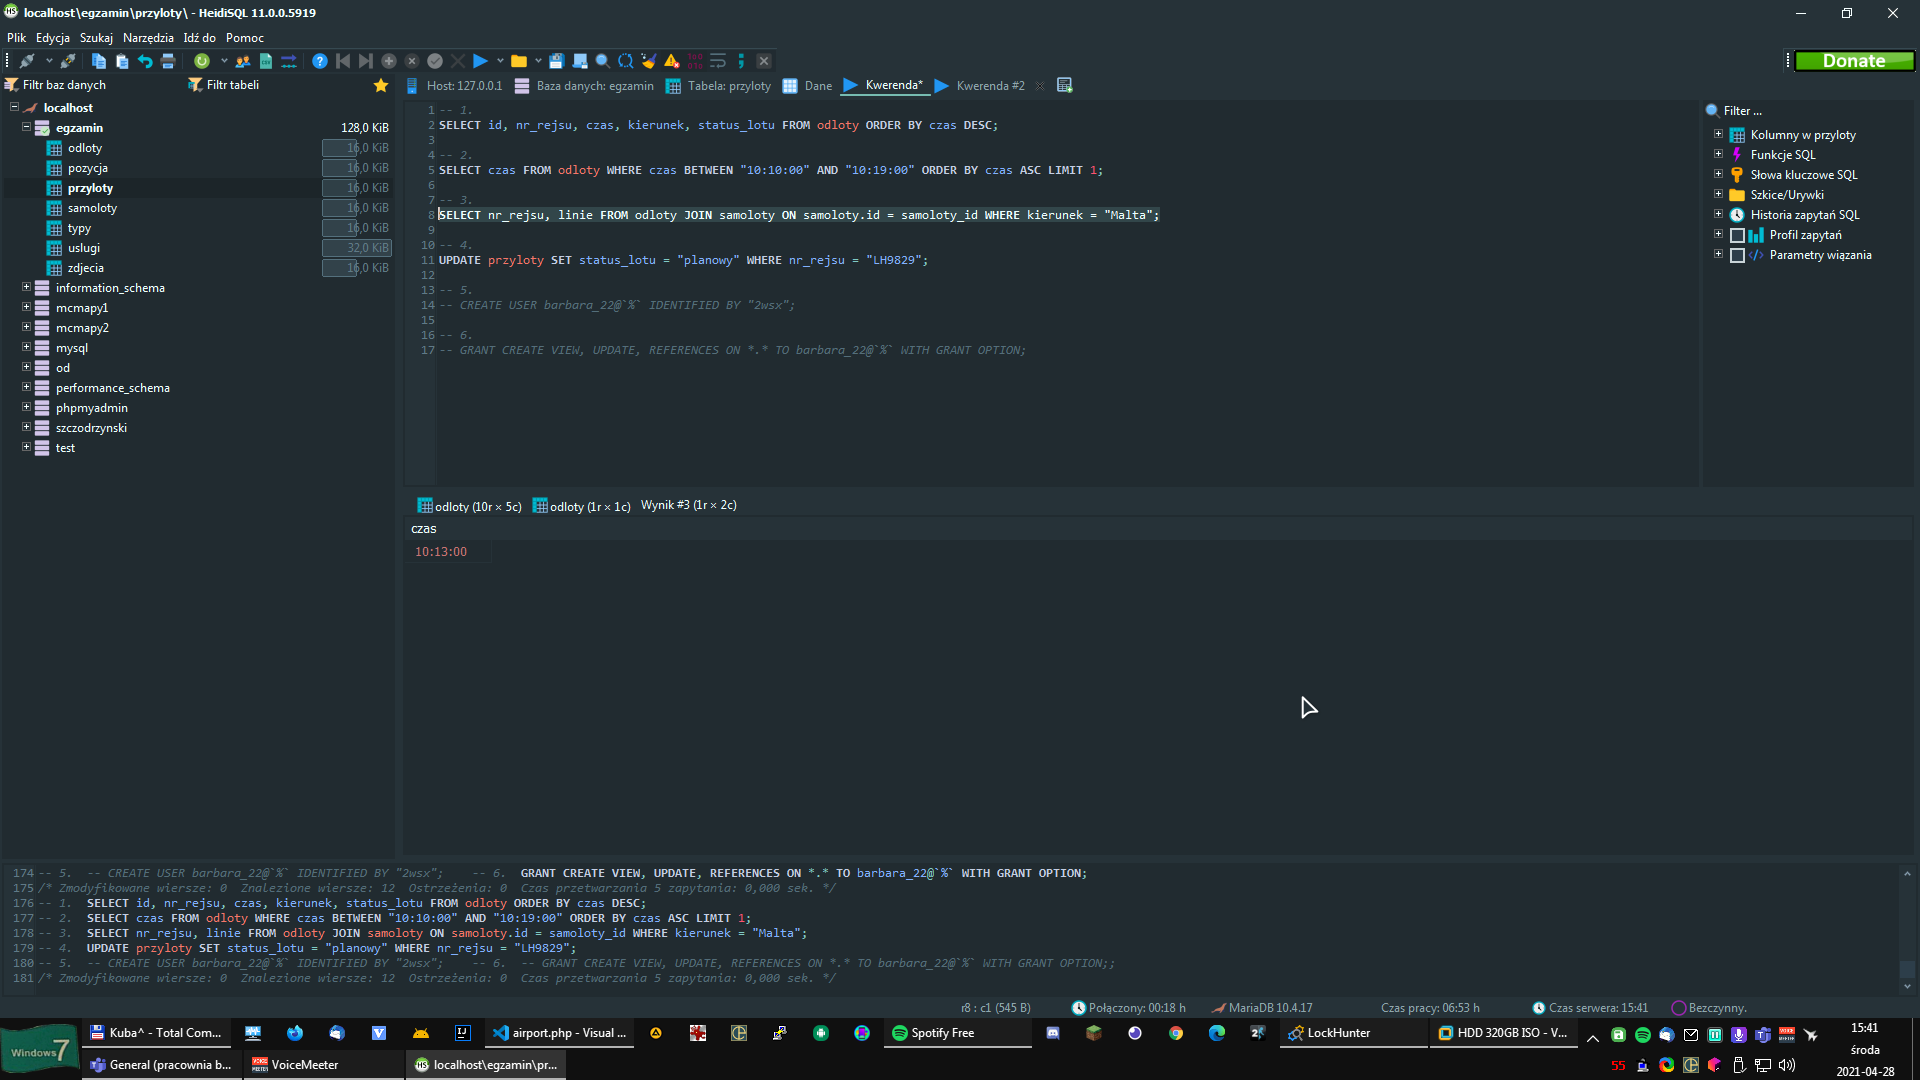 localhost\egzamin\przyloty\ - HeidiSQL 11.0.0.5919
Plik Edycja Szukaj Narzędzia Idź do Pomoc
Donate
Filtr baz danych Filtr tabeli
Host: 127.0.0.1 Baza danych: egzamin Tabela: przyloty Dane Kwerenda* Kwerenda #2
localhost
egzamin 128,0 KiB
odloty 16,0 KiB
pozycja 16,0 KiB
przyloty 16,0 KiB
samoloty 16,0 KiB
typy 16,0 KiB
uslugi 32,0 KiB
zdjecia 16,0 KiB
information_schema
mcmapy1
mcmapy2
mysql
od
performance_schema
phpmyadmin
szczodrzynski
test
1 -- 1.
2 SELECT id, nr_rejsu, czas, kierunek, status_lotu FROM odloty ORDER BY czas DESC;
3
4 -- 2.
5 SELECT czas FROM odloty WHERE czas BETWEEN "10:10:00" AND "10:19:00" ORDER BY czas ASC LIMIT 1;
6
7 -- 3.
8 SELECT nr_rejsu, linie FROM odloty JOIN samoloty ON samoloty.id = samoloty_id WHERE kierunek = "Malta";
9
10 -- 4.
11 UPDATE przyloty SET status_lotu = "planowy" WHERE nr_rejsu = "LH9829";
12
13 -- 5.
14 -- CREATE USER barbara_22@`%` IDENTIFIED BY "2wsx";
15
16 -- 6.
17 -- GRANT CREATE VIEW, UPDATE, REFERENCES ON *.* TO barbara_22@`%` WITH GRANT OPTION;
Filter ...
Kolumny w przyloty
Funkcje SQL
Słowa kluczowe SQL
Szkice/Urywki
Historia zapytań SQL
Profil zapytań
Parametry wiązania
odloty (10r × 5c) odloty (1r × 1c) Wynik #3 (1r × 2c)
czas
10:13:00
174 -- 5. -- CREATE USER barbara_22@`%` IDENTIFIED BY "2wsx"; -- 6. GRANT CREATE VIEW, UPDATE, REFERENCES ON *.* TO barbara_22@`%` WITH GRANT OPTION;
175 /* Zmodyfikowane wiersze: 0 Znalezione wiersze: 12 Ostrzeżenia: 0 Czas przetwarzania 5 zapytania: 0,000 sek. */
176 -- 1. SELECT id, nr_rejsu, czas, kierunek, status_lotu FROM odloty ORDER BY czas DESC;
177 -- 2. SELECT czas FROM odloty WHERE czas BETWEEN "10:10:00" AND "10:19:00" ORDER BY czas ASC LIMIT 1;
178 -- 3. SELECT nr_rejsu, linie FROM odloty JOIN samoloty ON samoloty.id = samoloty_id WHERE kierunek = "Malta";
179 -- 4. UPDATE przyloty SET status_lotu = "planowy" WHERE nr_rejsu = "LH9829";
180 -- 5. -- CREATE USER barbara_22@`%` IDENTIFIED BY "2wsx"; -- 6. -- GRANT CREATE VIEW, UPDATE, REFERENCES ON *.* TO barbara_22@`%` WITH GRANT OPTION;;
181 /* Zmodyfikowane wiersze: 0 Znalezione wiersze: 12 Ostrzeżenia: 0 Czas przetwarzania 5 zapytania: 0,000 sek. */
r8 : c1 (545 B) Połączony: 00:18 h MariaDB 10.4.17 Czas pracy: 06:53 h Czas serwera: 15:41 Bezczynny.
Windows 7
Kuba^ - Total Com... airport.php - Visual ... Spotify Free LockHunter HDD 320GB ISO - V...
General (pracownia b... VoiceMeeter localhost\egzamin\pr...
55
15:41
środa
2021-04-28